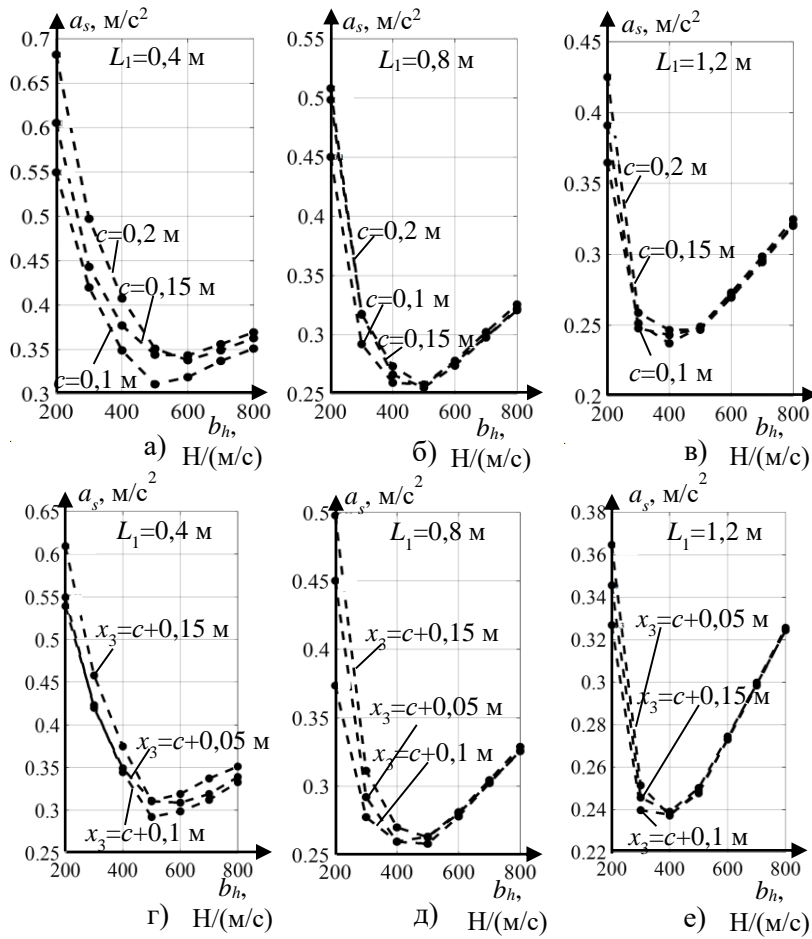 a_s, м/с²
L₁=0,4 м
0.7
0.65
0.6
0.55
0.5
0.45
0.4
0.35
0.3
c=0,2 м
c=0,15 м
c=0,1 м
200 400 600 800
b_h,
Н/(м/с)
а)
a_s, м/с²
L₁=0,8 м
0.55
0.5
0.45
0.4
0.35
0.3
0.25
c=0,2 м
c=0,1 м
c=0,15 м
200 400 600 800
b_h,
Н/(м/с)
б)
a_s, м/с²
L₁=1,2 м
0.45
0.4
0.35
0.3
0.25
0.2
c=0,2 м
c=0,15 м
c=0,1 м
200 400 600 800
b_h,
Н/(м/с)
в)
a_s, м/с²
L₁=0,4 м
0.65
0.6
0.55
0.5
0.45
0.4
0.35
0.3
0.25
x₃=c+0,15 м
x₃=c+0,05 м
x₃=c+0,1 м
200 400 600 800
b_h,
Н/(м/с)
г)
a_s, м/с²
L₁=0,8 м
0.5
0.45
0.4
0.35
0.3
0.25
x₃=c+0,15 м
x₃=c+0,05 м
x₃=c+0,1 м
200 400 600 800
b_h,
Н/(м/с)
д)
a_s, м/с²
L₁=1,2 м
0.38
0.36
0.34
0.32
0.3
0.28
0.26
0.24
0.22
x₃=c+0,05 м
x₃=c+0,15 м
x₃=c+0,1 м
200 400 600 800
b_h,
Н/(м/с)
е)